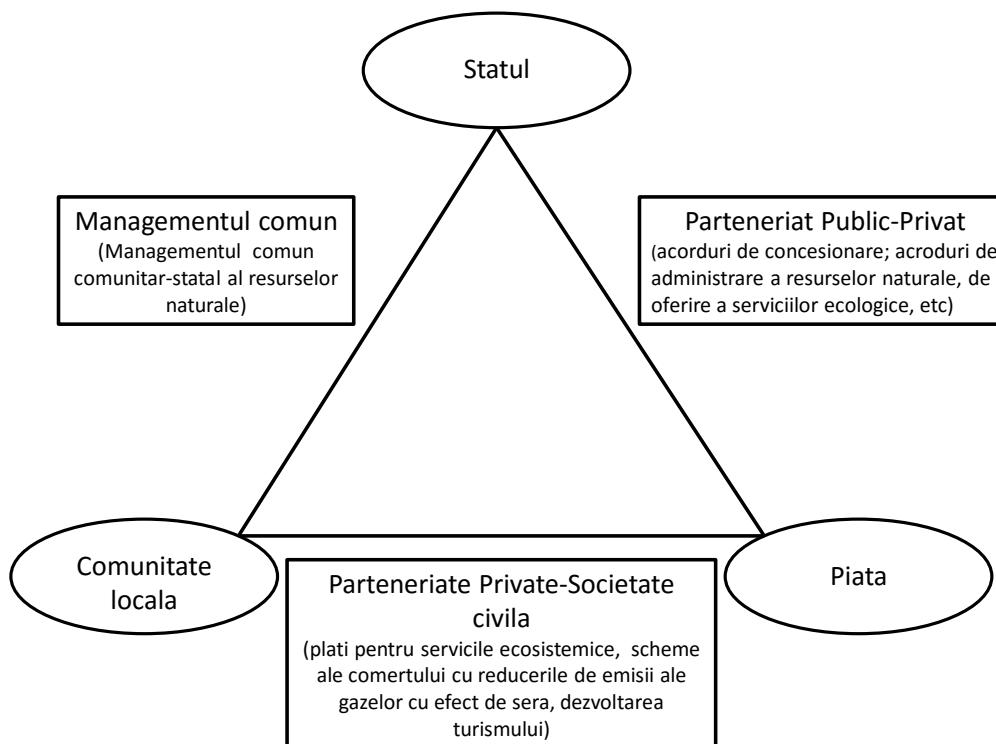 Statul
Managementul comun
(Managementul comun
comunitar-statal al resurselor
naturale)
Parteneriat Public-Privat
(acorduri de concesionare; acroduri de
administrare a resurselor naturale, de
oferire a serviciilor ecologice, etc)
Comunitate
locala
Parteneriate Private-Societate
civila
(plati pentru servicile ecosistemice, scheme
ale comertului cu reducerile de emisii ale
gazelor cu efect de sera, dezvoltarea
turismului)
Piata